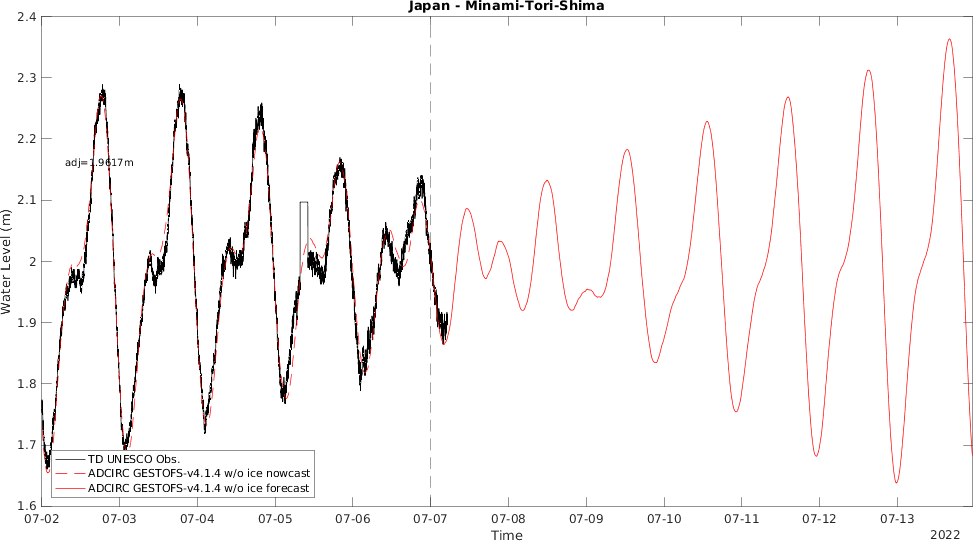 Japan - Minami-Tori-Shima
2.4
2.3
2.2
2.1
2
1.9
1.8
1.7
1.6
Water Level (m)
adj=1.9617m
TD UNESCO Obs.
ADCIRC GESTOFS-v4.1.4 w/o ice nowcast
ADCIRC GESTOFS-v4.1.4 w/o ice forecast
07-02 07-03 07-04 07-05 07-06 07-07 07-08 07-09 07-10 07-11 07-12 07-13
Time
2022